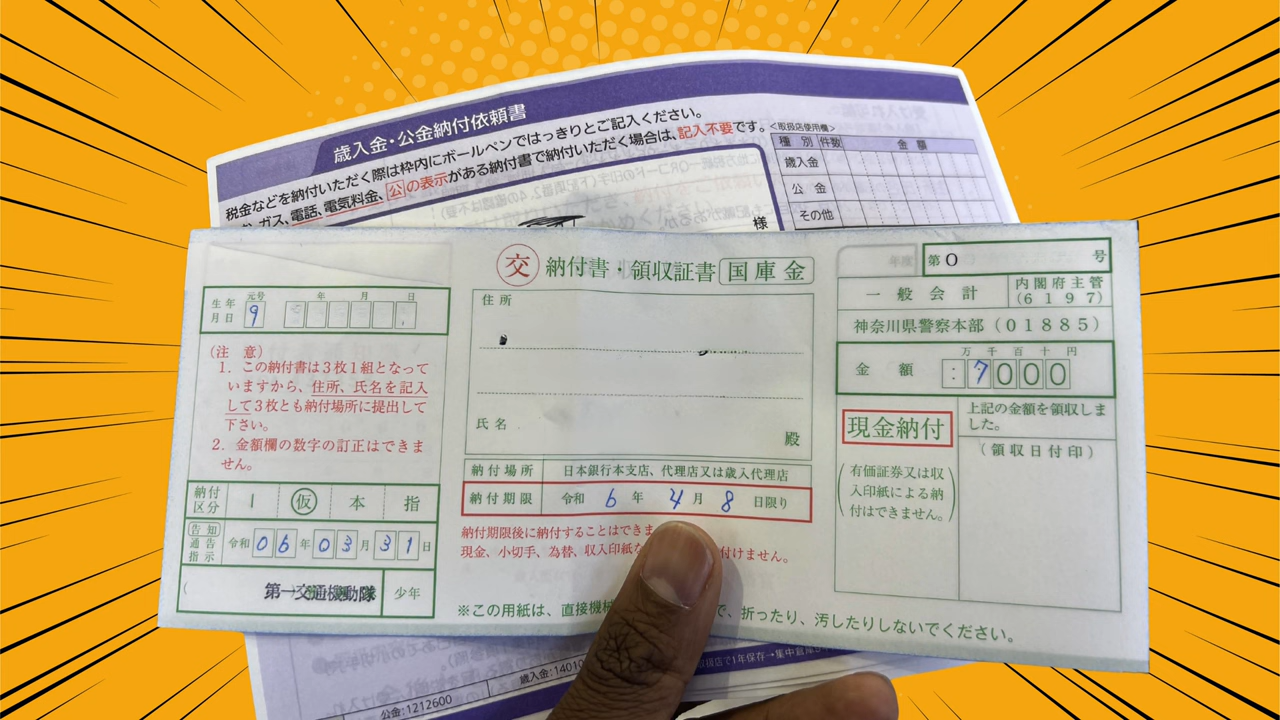 歳入金・公金納付依頼書
税金などを納付いただく際は枠内にボールペンではっきりとご記入ください。
ガス、電話、電気料金、公の表示がある納付書で納付いただく場合は、記入不要です。
様
<取扱店使用欄>
種 別 件数 金 額
歳入金
公 金
その他
生年月日 元号 年 月 日
9
(注 意)
1. この納付書は3枚1組となって
いますから、住所、氏名を記入
して3枚とも納付場所に提出して
下さい。
2. 金額欄の数字の訂正はできま
せん。
納付区分 1 仮 本 指
告知 通告 指示 令和 06 年 03 月 31 日
第一交通機動隊 少年
交 納付書・領収証書 国庫金
住 所
氏 名
殿
納付場所 日本銀行本支店、代理店又は歳入代理店
納付期限 令和 6 年 4 月 8 日限り
納付期限後に納付することはできま
現金、小切手、為替、収入印紙な 付けません。
※この用紙は、直接機械 で、折ったり、汚したりしないでください。
年度 第 0 号
一 般 会 計 内閣府主管 (6197)
神奈川県警察本部 (01885)
金 額 万 千 百 十 円
:7000
現金納付
有価証券又は収
入印紙による納
付はできません。
上記の金額を領収しま
した。
(領収日付印)
公金:1212600
歳入金:14010
扱店で1年保存→集中倉庫